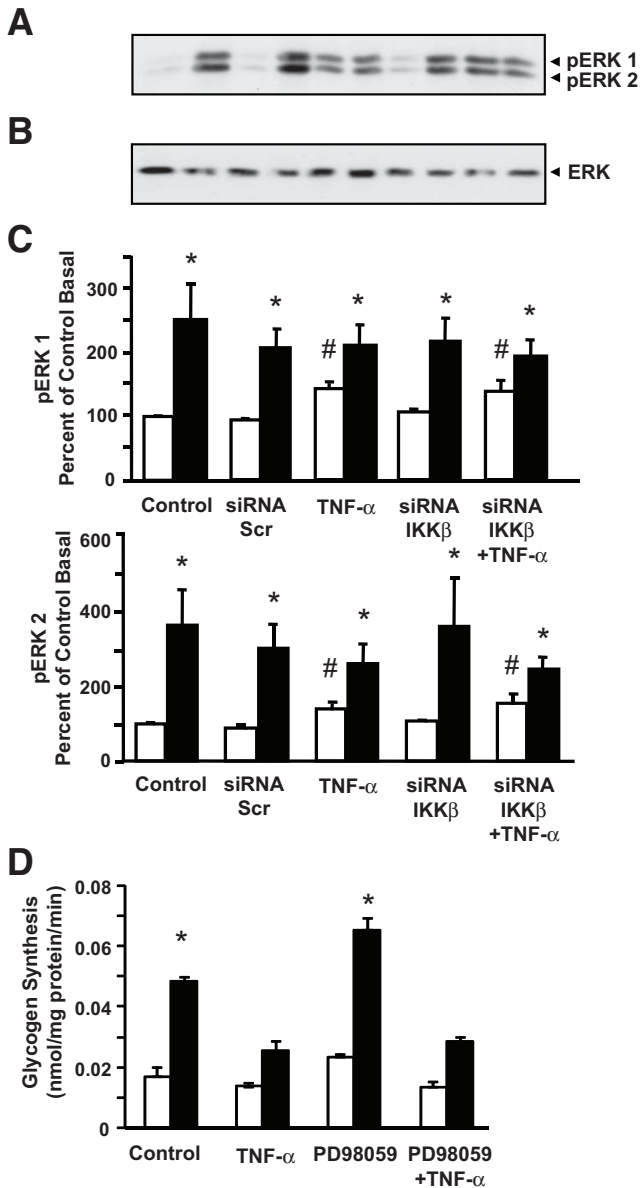 A
pERK 1
pERK 2
B
ERK
C
pERK 1
Percent of Control Basal
300
200
100
0
*
*
#
*
*
#
*
Control
siRNA
Scr
TNF-α
siRNA
IKKβ
siRNA
IKKβ
+TNF-α
pERK 2
Percent of Control Basal
600
400
200
0
*
*
#
*
*
#
*
Control
siRNA
Scr
TNF-α
siRNA
IKKβ
siRNA
IKKβ
+TNF-α
D
Glycogen Synthesis
(nmol/mg protein/min)
0.08
0.06
0.04
0.02
0
*
*
Control
TNF-α
PD98059
PD98059
+TNF-α